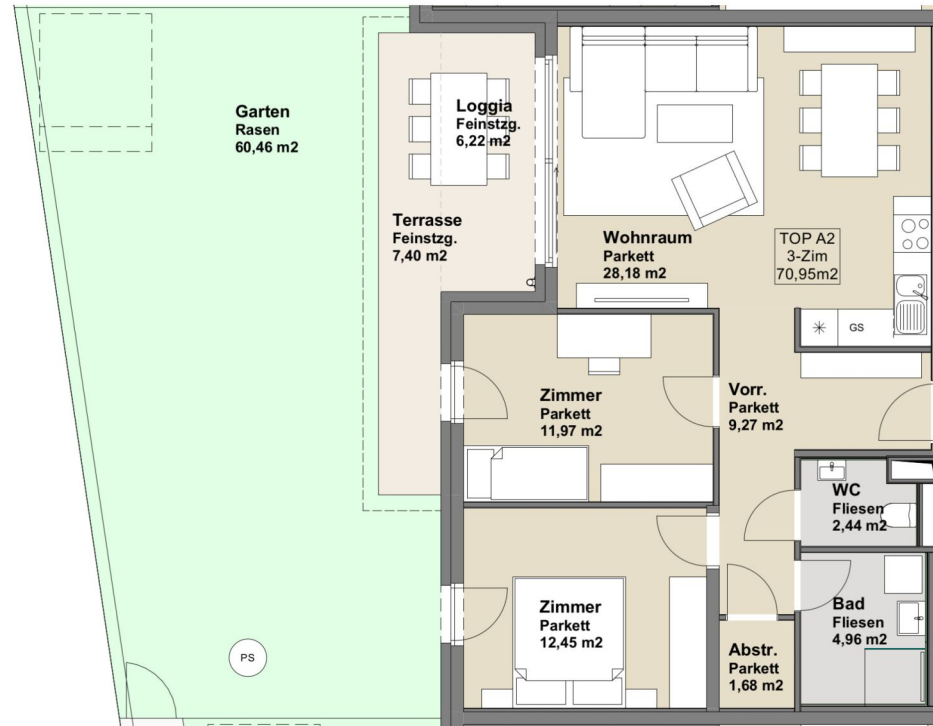 Garten
Rasen
60,46 m2
Loggia
Feinstzg.
6,22 m2
Terrasse
Feinstzg.
7,40 m2
Wohnraum
Parkett
28,18 m2
TOP A2
3-Zim
70,95m2
GS
Zimmer
Parkett
11,97 m2
Vorr.
Parkett
9,27 m2
WC
Fliesen
2,44 m2
Zimmer
Parkett
12,45 m2
Bad
Fliesen
4,96 m2
Abstr.
Parkett
1,68 m2
PS